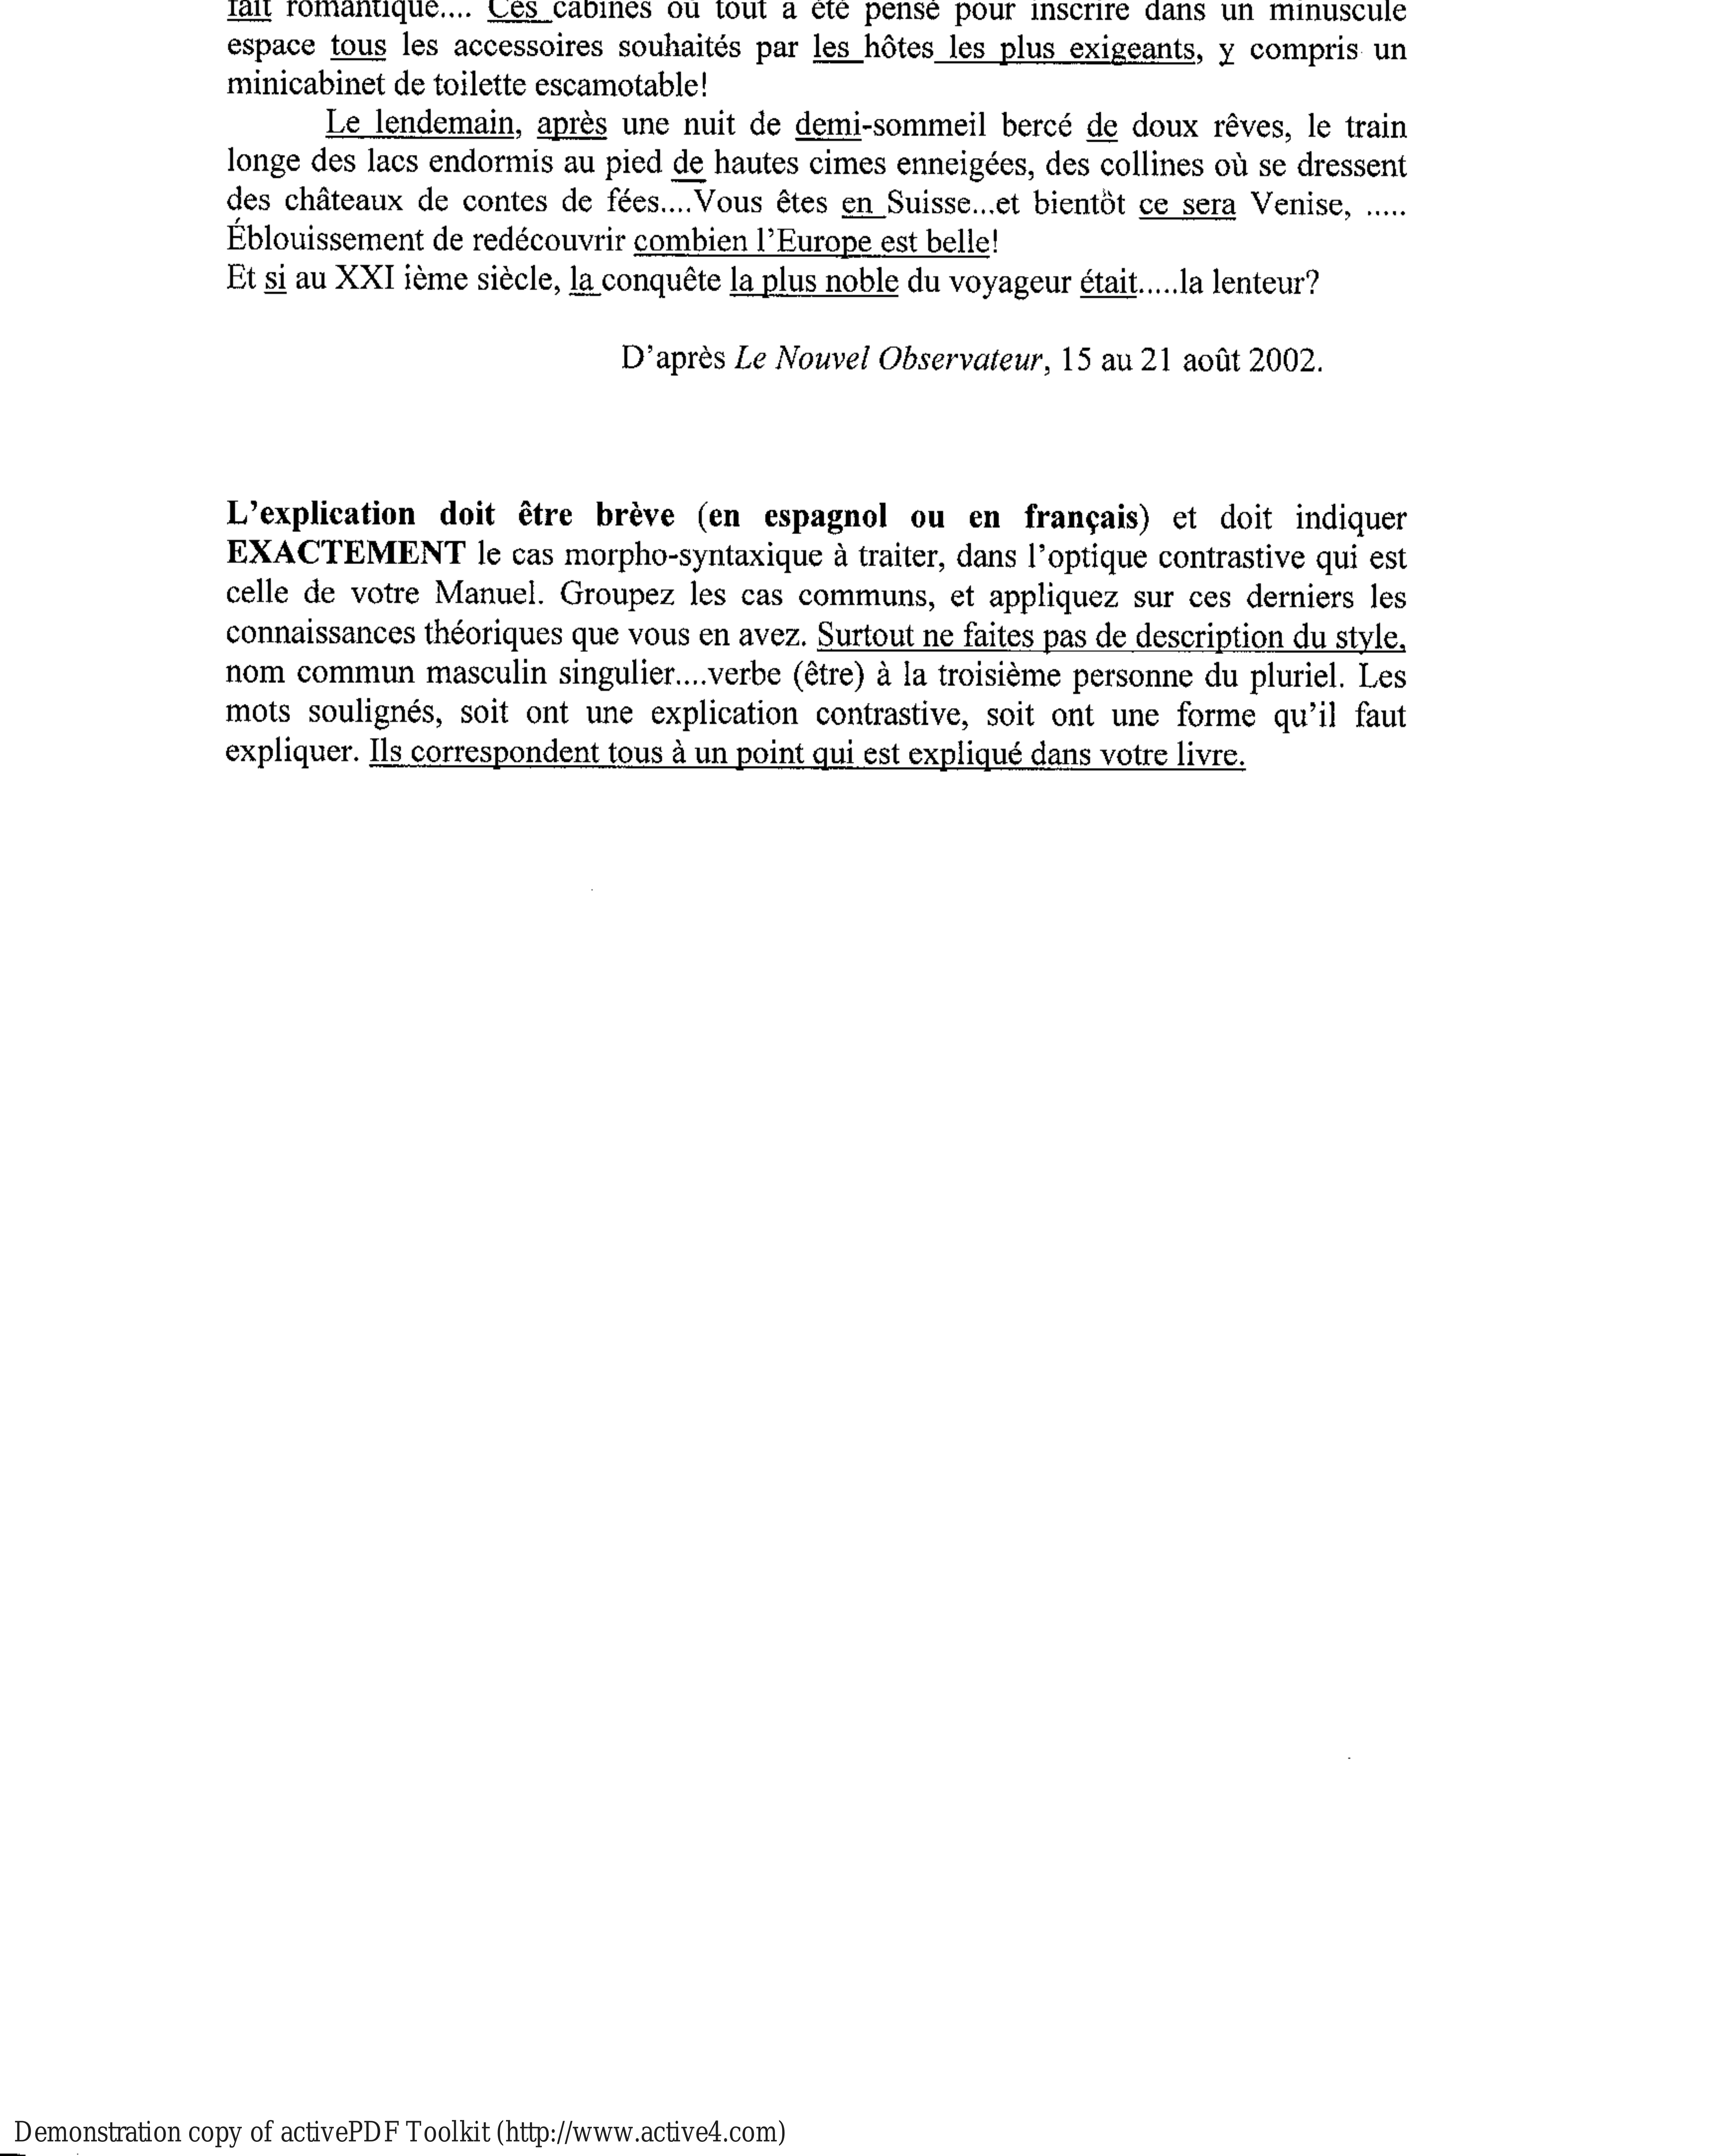 fait romantique.... Ces cabines où tout a été pensé pour inscrire dans un minuscule
espace tous les accessoires souhaités par les hôtes les plus exigeants, y compris un
minicabinet de toilette escamotable!
Le lendemain, après une nuit de demi-sommeil bercé de doux rêves, le train
longe des lacs endormis au pied de hautes cimes enneigées, des collines où se dressent
des châteaux de contes de fées....Vous êtes en Suisse...et bientôt ce sera Venise, .....
Éblouissement de redécouvrir combien l'Europe est belle!
Et si au XXI ième siècle, la conquête la plus noble du voyageur était.....la lenteur?
D'après Le Nouvel Observateur, 15 au 21 août 2002.
L'explication doit être brève (en espagnol ou en français) et doit indiquer
EXACTEMENT le cas morpho-syntaxique à traiter, dans l'optique contrastive qui est
celle de votre Manuel. Groupez les cas communs, et appliquez sur ces derniers les
connaissances théoriques que vous en avez. Surtout ne faites pas de description du style,
nom commun masculin singulier....verbe (être) à la troisième personne du pluriel. Les
mots soulignés, soit ont une explication contrastive, soit ont une forme qu'il faut
expliquer. Ils correspondent tous à un point qui est expliqué dans votre livre.
Demonstration copy of activePDF Toolkit (http://www.active4.com)